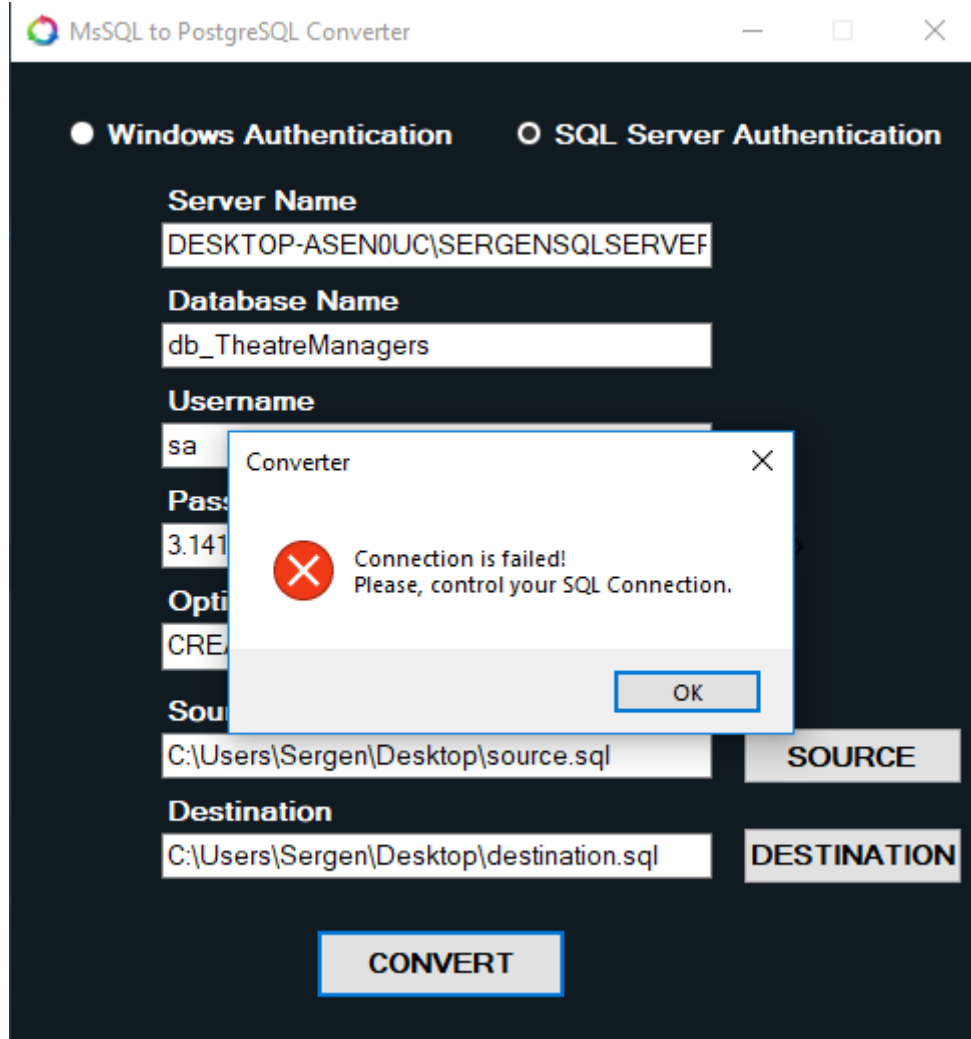 MsSQL to PostgreSQL Converter
Windows Authentication SQL Server Authentication
Server Name
DESKTOP-ASEN0UC\SERGENSQLSERVER
Database Name
db_TheatreManagers
Username
sa
Converter
Pass
3.141
Connection is failed!
Please, control your SQL Connection.
Opti
CREA
OK
Sour
C:\Users\Sergen\Desktop\source.sql
SOURCE
Destination
C:\Users\Sergen\Desktop\destination.sql
DESTINATION
CONVERT